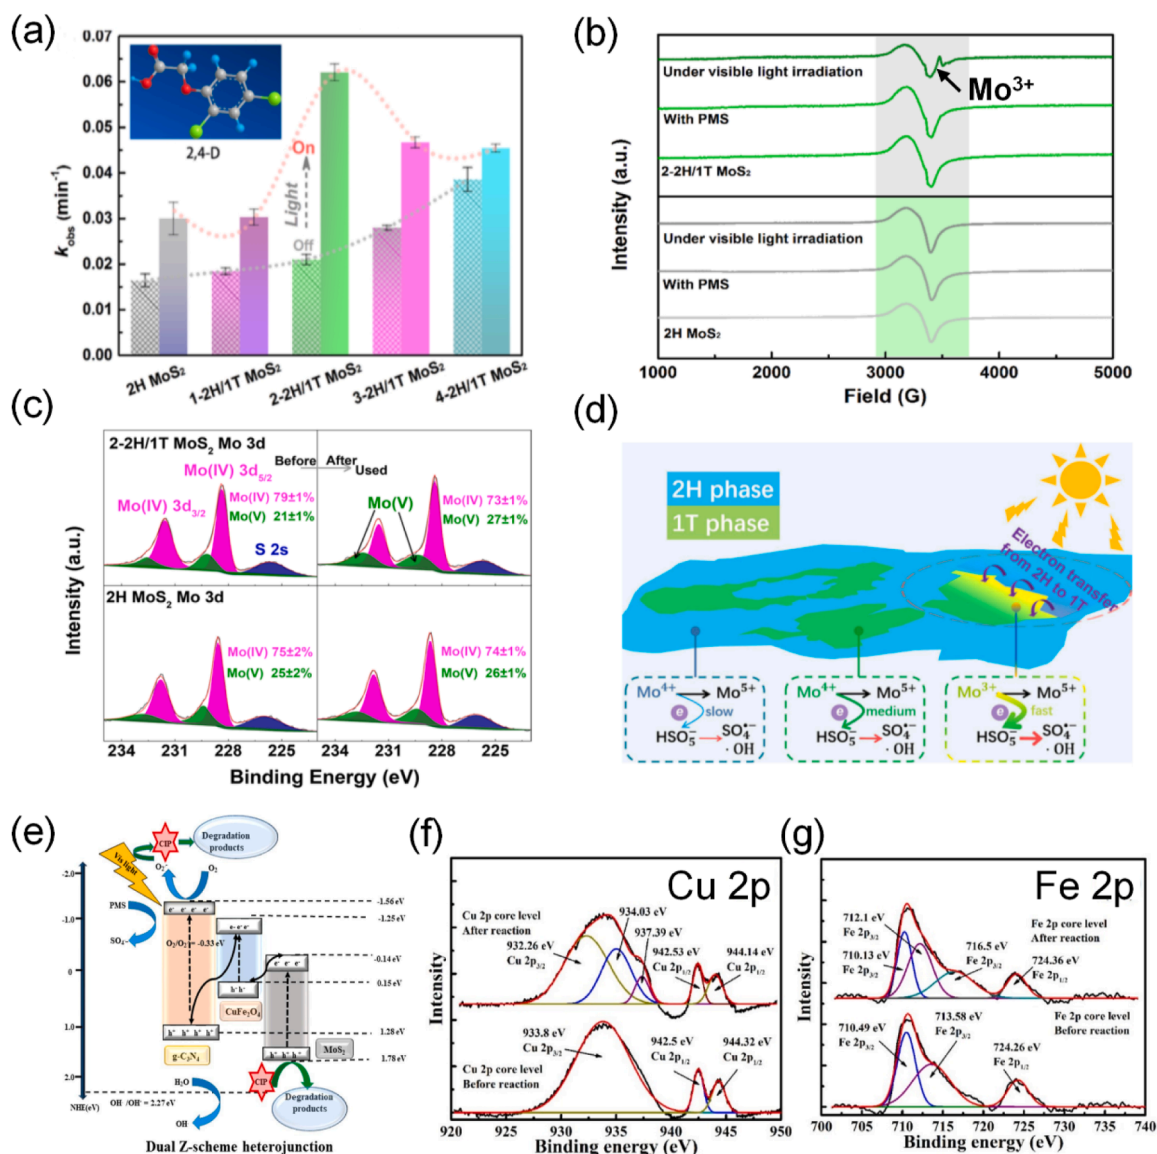 (a)
0.07
0.06
0.05
0.04
0.03
0.02
0.01
0.00
k_obs (min⁻¹)
2,4-D
On
Light
Off
2H MoS₂
1-2H/1T MoS₂
2-2H/1T MoS₂
3-2H/1T MoS₂
4-2H/1T MoS₂
(b)
Intensity (a.u.)
Under visible light irradiation
Mo³⁺
With PMS
2-2H/1T MoS₂
Under visible light irradiation
With PMS
2H MoS₂
1000 2000 3000 4000 5000
Field (G)
(c)
Intensity (a.u.)
2-2H/1T MoS₂ Mo 3d
Before After
Used
Mo(IV) 3d₅/₂
Mo(IV) 3d₃/₂
Mo(IV) 79±1%
Mo(V) 21±1%
S 2s
Mo(V)
Mo(IV) 73±1%
Mo(V) 27±1%
2H MoS₂ Mo 3d
Mo(IV) 75±2%
Mo(V) 25±2%
Mo(IV) 74±1%
Mo(V) 26±1%
234 231 228 225 234 231 228 225
Binding Energy (eV)
(d)
2H phase
1T phase
Electron transfer
from 2H to 1T
Mo⁴⁺ Mo⁵⁺
e slow
HSO₅⁻ SO₄•⁻
· OH
Mo⁴⁺ Mo⁵⁺
e medium
HSO₅⁻ SO₄•⁻
· OH
Mo³⁺ Mo⁵⁺
e fast
HSO₅⁻ SO₄•⁻
· OH
(e)
CIP
Degradation
products
Vis light
O₂⁻ O₂
-2.0
PMS
-1.56 eV
e⁻ e⁻ e⁻ e⁻
-1.0
-1.25 eV
e⁻ e⁻ e⁻
SO₄⁻
O₂/O₂⁻ = -0.33 eV
-0.14 eV
e⁻ e⁻ e⁻
0
h⁺ h⁺
0.15 eV
CuFe₂O₄
1.0
h⁺ h⁺ h⁺ h⁺
1.28 eV
g-C₃N₄
MoS₂
h⁺ h⁺ h⁺
1.78 eV
2.0
H₂O
CIP
NHE(eV)
OH /OH⁻ = 2.27 eV
Degradation
products
OH
Dual Z-scheme heterojunction
(f)
Cu 2p
Intensity
Cu 2p core level
After reaction
932.26 eV
Cu 2p₃/₂
934.03 eV
937.39
942.53 eV
Cu 2p₁/₂
944.14 eV
Cu 2p₁/₂
933.8 eV
Cu 2p₃/₂
942.5 eV
Cu 2p₁/₂
944.32 eV
Cu 2p₁/₂
Cu 2p core level
Before reaction
920 925 930 935 940 945 950
Binding energy (eV)
(g)
Fe 2p
Intensity
712.1 eV
Fe 2p₃/₂
710.13 eV
Fe 2p₃/₂
716.5 eV
Fe 2p₃/₂
Fe 2p core level
After reaction
724.36 eV
Fe 2p₁/₂
Fe 2p core level
Before reaction
710.49 eV
Fe 2p₃/₂
713.58 eV
Fe 2p₃/₂
724.26 eV
Fe 2p₁/₂
700 705 710 715 720 725 730 735 740
Binding energy (eV)